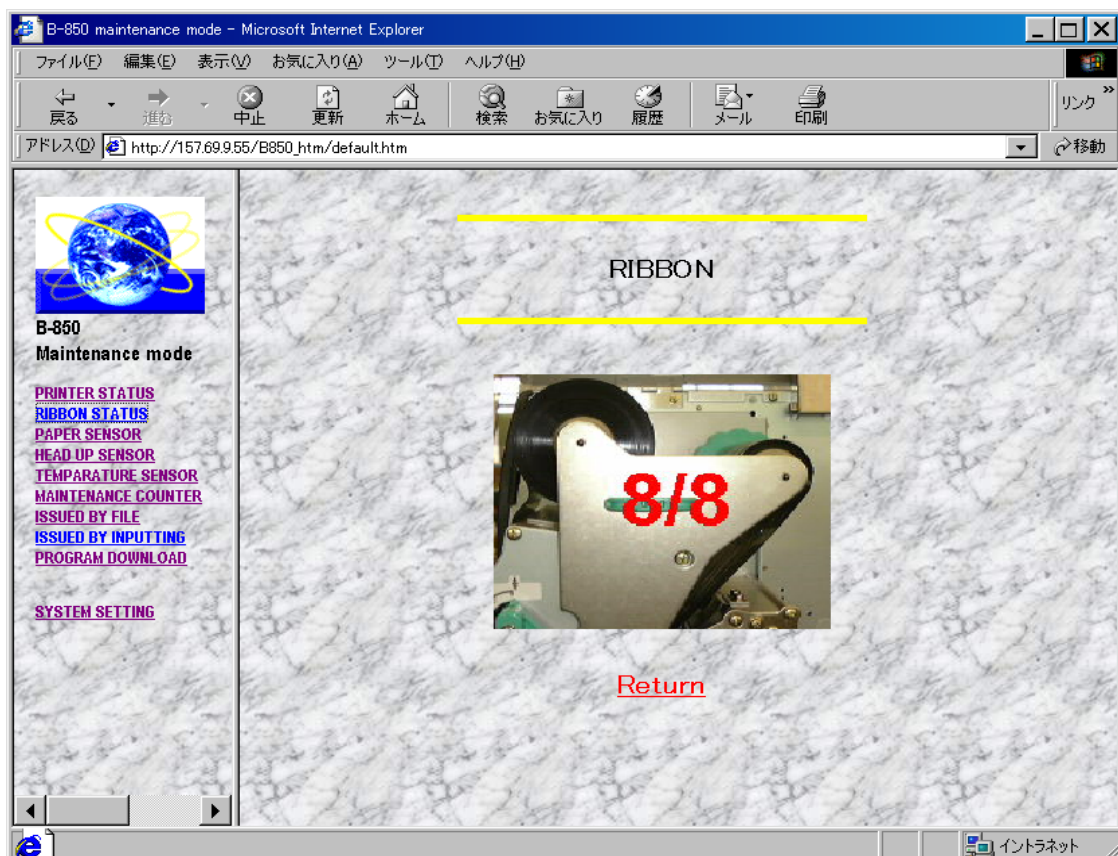 B-850 maintenance mode - Microsoft Internet Explorer
ファイル(F) 編集(E) 表示(V) お気に入り(A) ツール(T) ヘルプ(H)
戻る 進む 中止 更新 ホーム 検索 お気に入り 履歴 メール 印刷 リンク »
アドレス(D) http://157.69.9.55/B850_htm/default.htm 移動
B-850
Maintenance mode
PRINTER STATUS
RIBBON STATUS
PAPER SENSOR
HEAD UP SENSOR
TEMPARATURE SENSOR
MAINTENANCE COUNTER
ISSUED BY FILE
ISSUED BY INPUTTING
PROGRAM DOWNLOAD
SYSTEM SETTING
RIBBON
8/8
Return
イントラネット